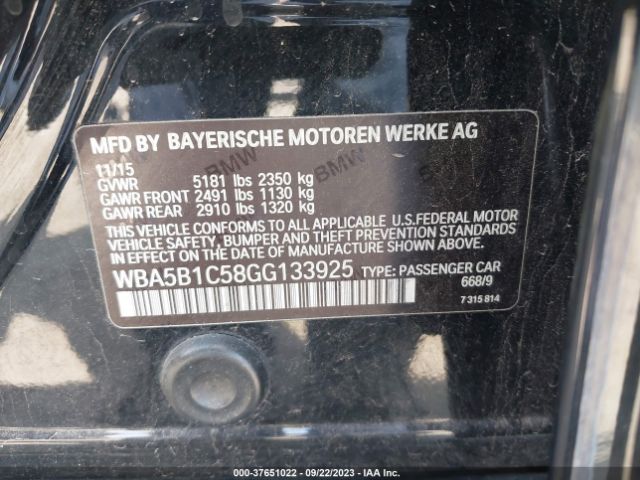 MFD BY BAYERISCHE MOTOREN WERKE AG
11/15
GVWR 5181 lbs 2350 kg
GAWR FRONT 2491 lbs 1130 kg
GAWR REAR 2910 lbs 1320 kg
THIS VEHICLE CONFORMS TO ALL APPLICABLE U.S.FEDERAL MOTOR
VEHICLE SAFETY, BUMPER AND THEFT PREVENTION STANDARDS
IN EFFECT ON THE DATE OF MANUFACTURE SHOWN ABOVE.
WBA5B1C58GG133925 TYPE: PASSENGER CAR
668/9
7 315 814
BMW
BMW
BMW
000-37651022 - 09/22/2023 - IAA Inc.